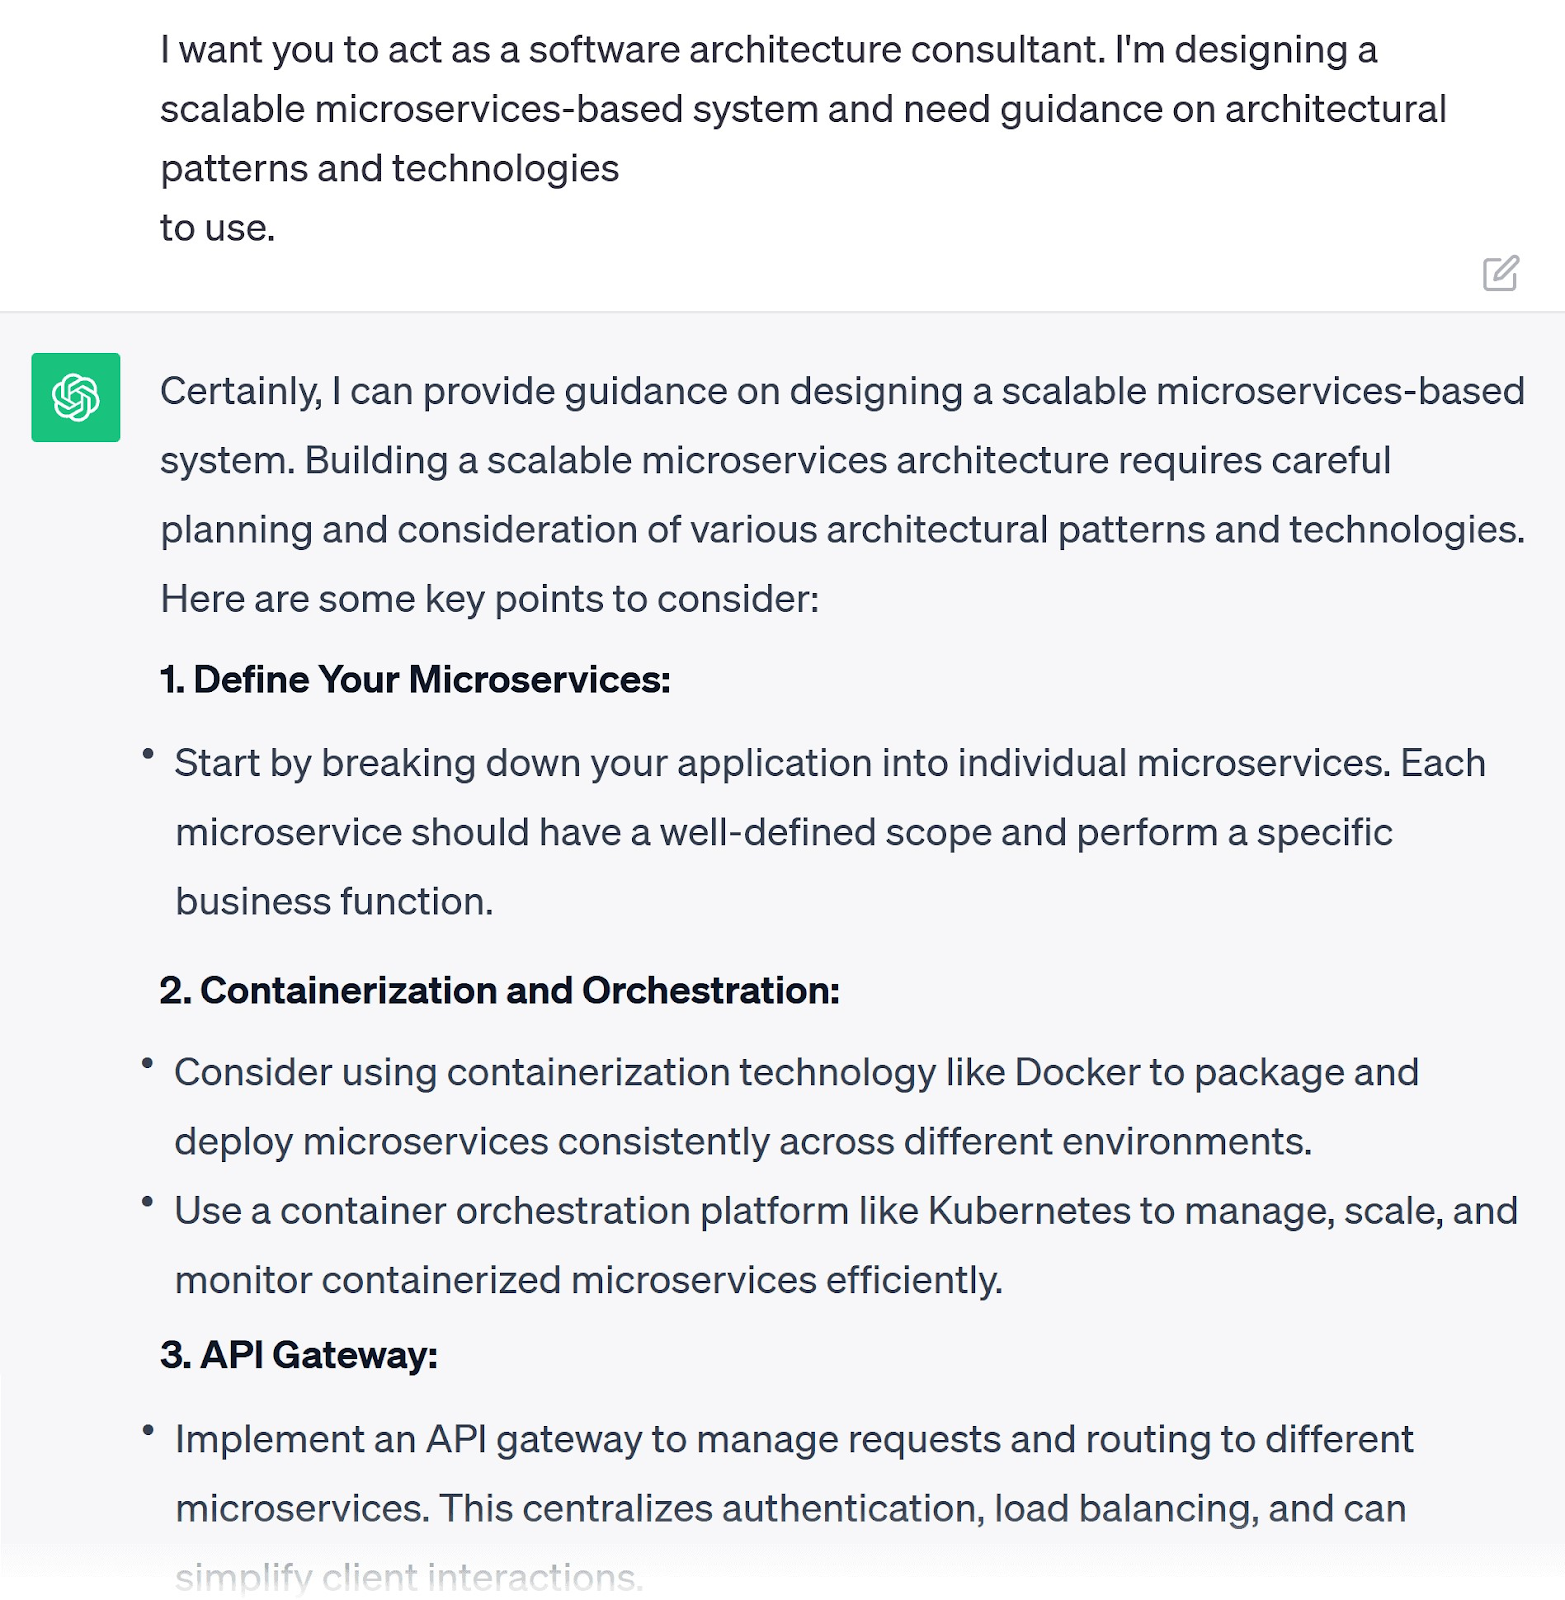 I want you to act as a software architecture consultant. I'm designing a
scalable microservices-based system and need guidance on architectural
patterns and technologies
to use.
Certainly, I can provide guidance on designing a scalable microservices-based
system. Building a scalable microservices architecture requires careful
planning and consideration of various architectural patterns and technologies.
Here are some key points to consider:
1. Define Your Microservices:
• Start by breaking down your application into individual microservices. Each
microservice should have a well-defined scope and perform a specific
business function.
2. Containerization and Orchestration:
• Consider using containerization technology like Docker to package and
deploy microservices consistently across different environments.
• Use a container orchestration platform like Kubernetes to manage, scale, and
monitor containerized microservices efficiently.
3. API Gateway:
• Implement an API gateway to manage requests and routing to different
microservices. This centralizes authentication, load balancing, and can
simplify client interactions.